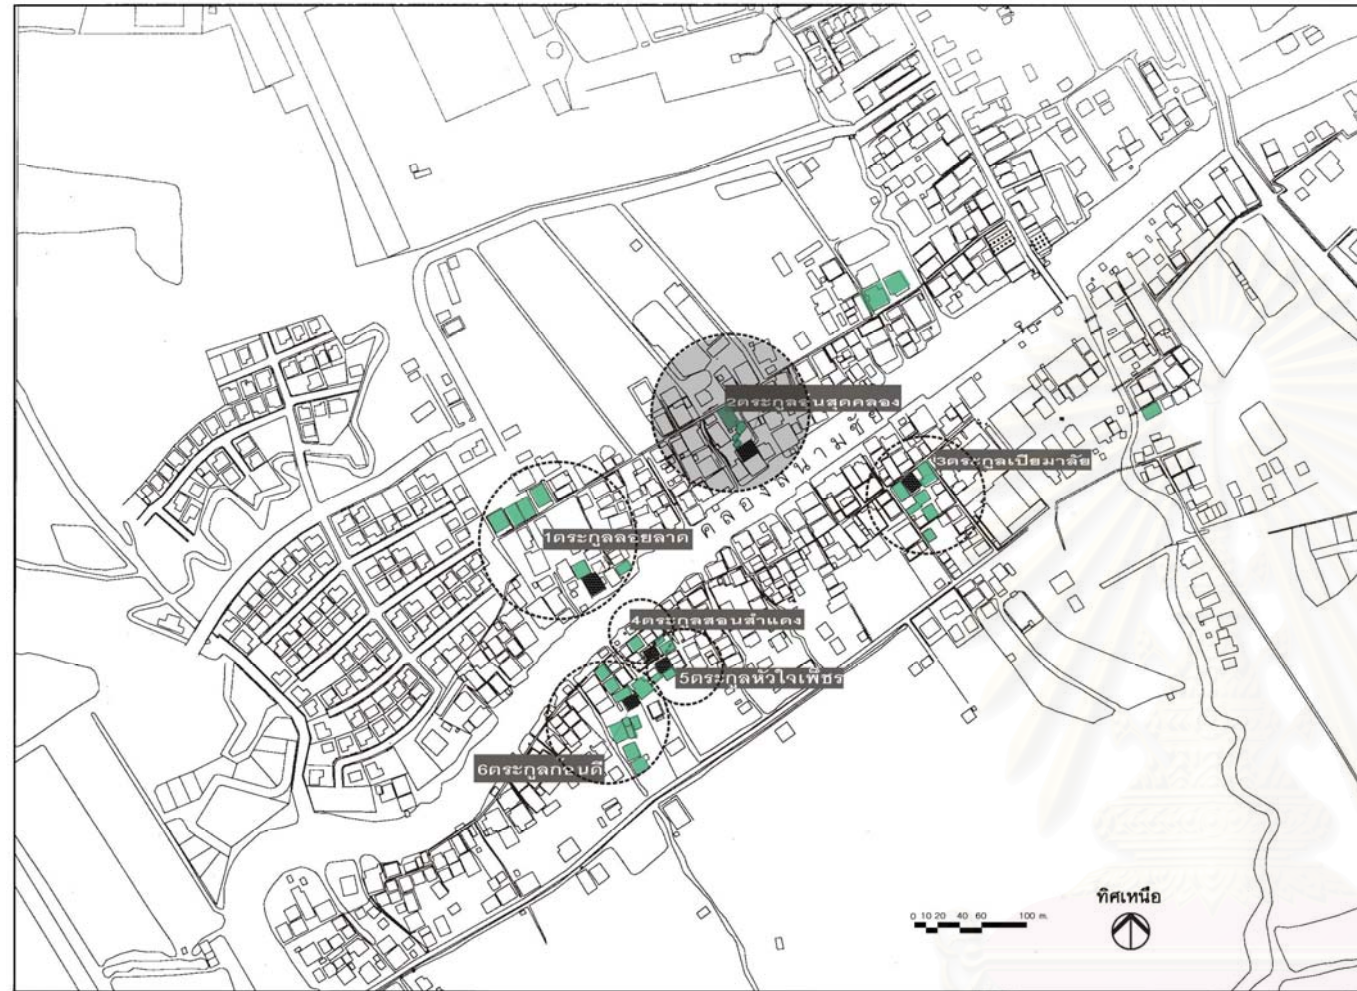 2ตระกูลอ่นสุดคลอง
คลองดำนามชัย
3ตระกูลเปียมาลัย
1ตระกูลลอยลาด
4ตระกูลสอนสำแดง
5ตระกูลหัวใจเพ็ชร
6ตระกูลก่อนดี
ทิศเหนือ
0 10 20 40 60 100 m.